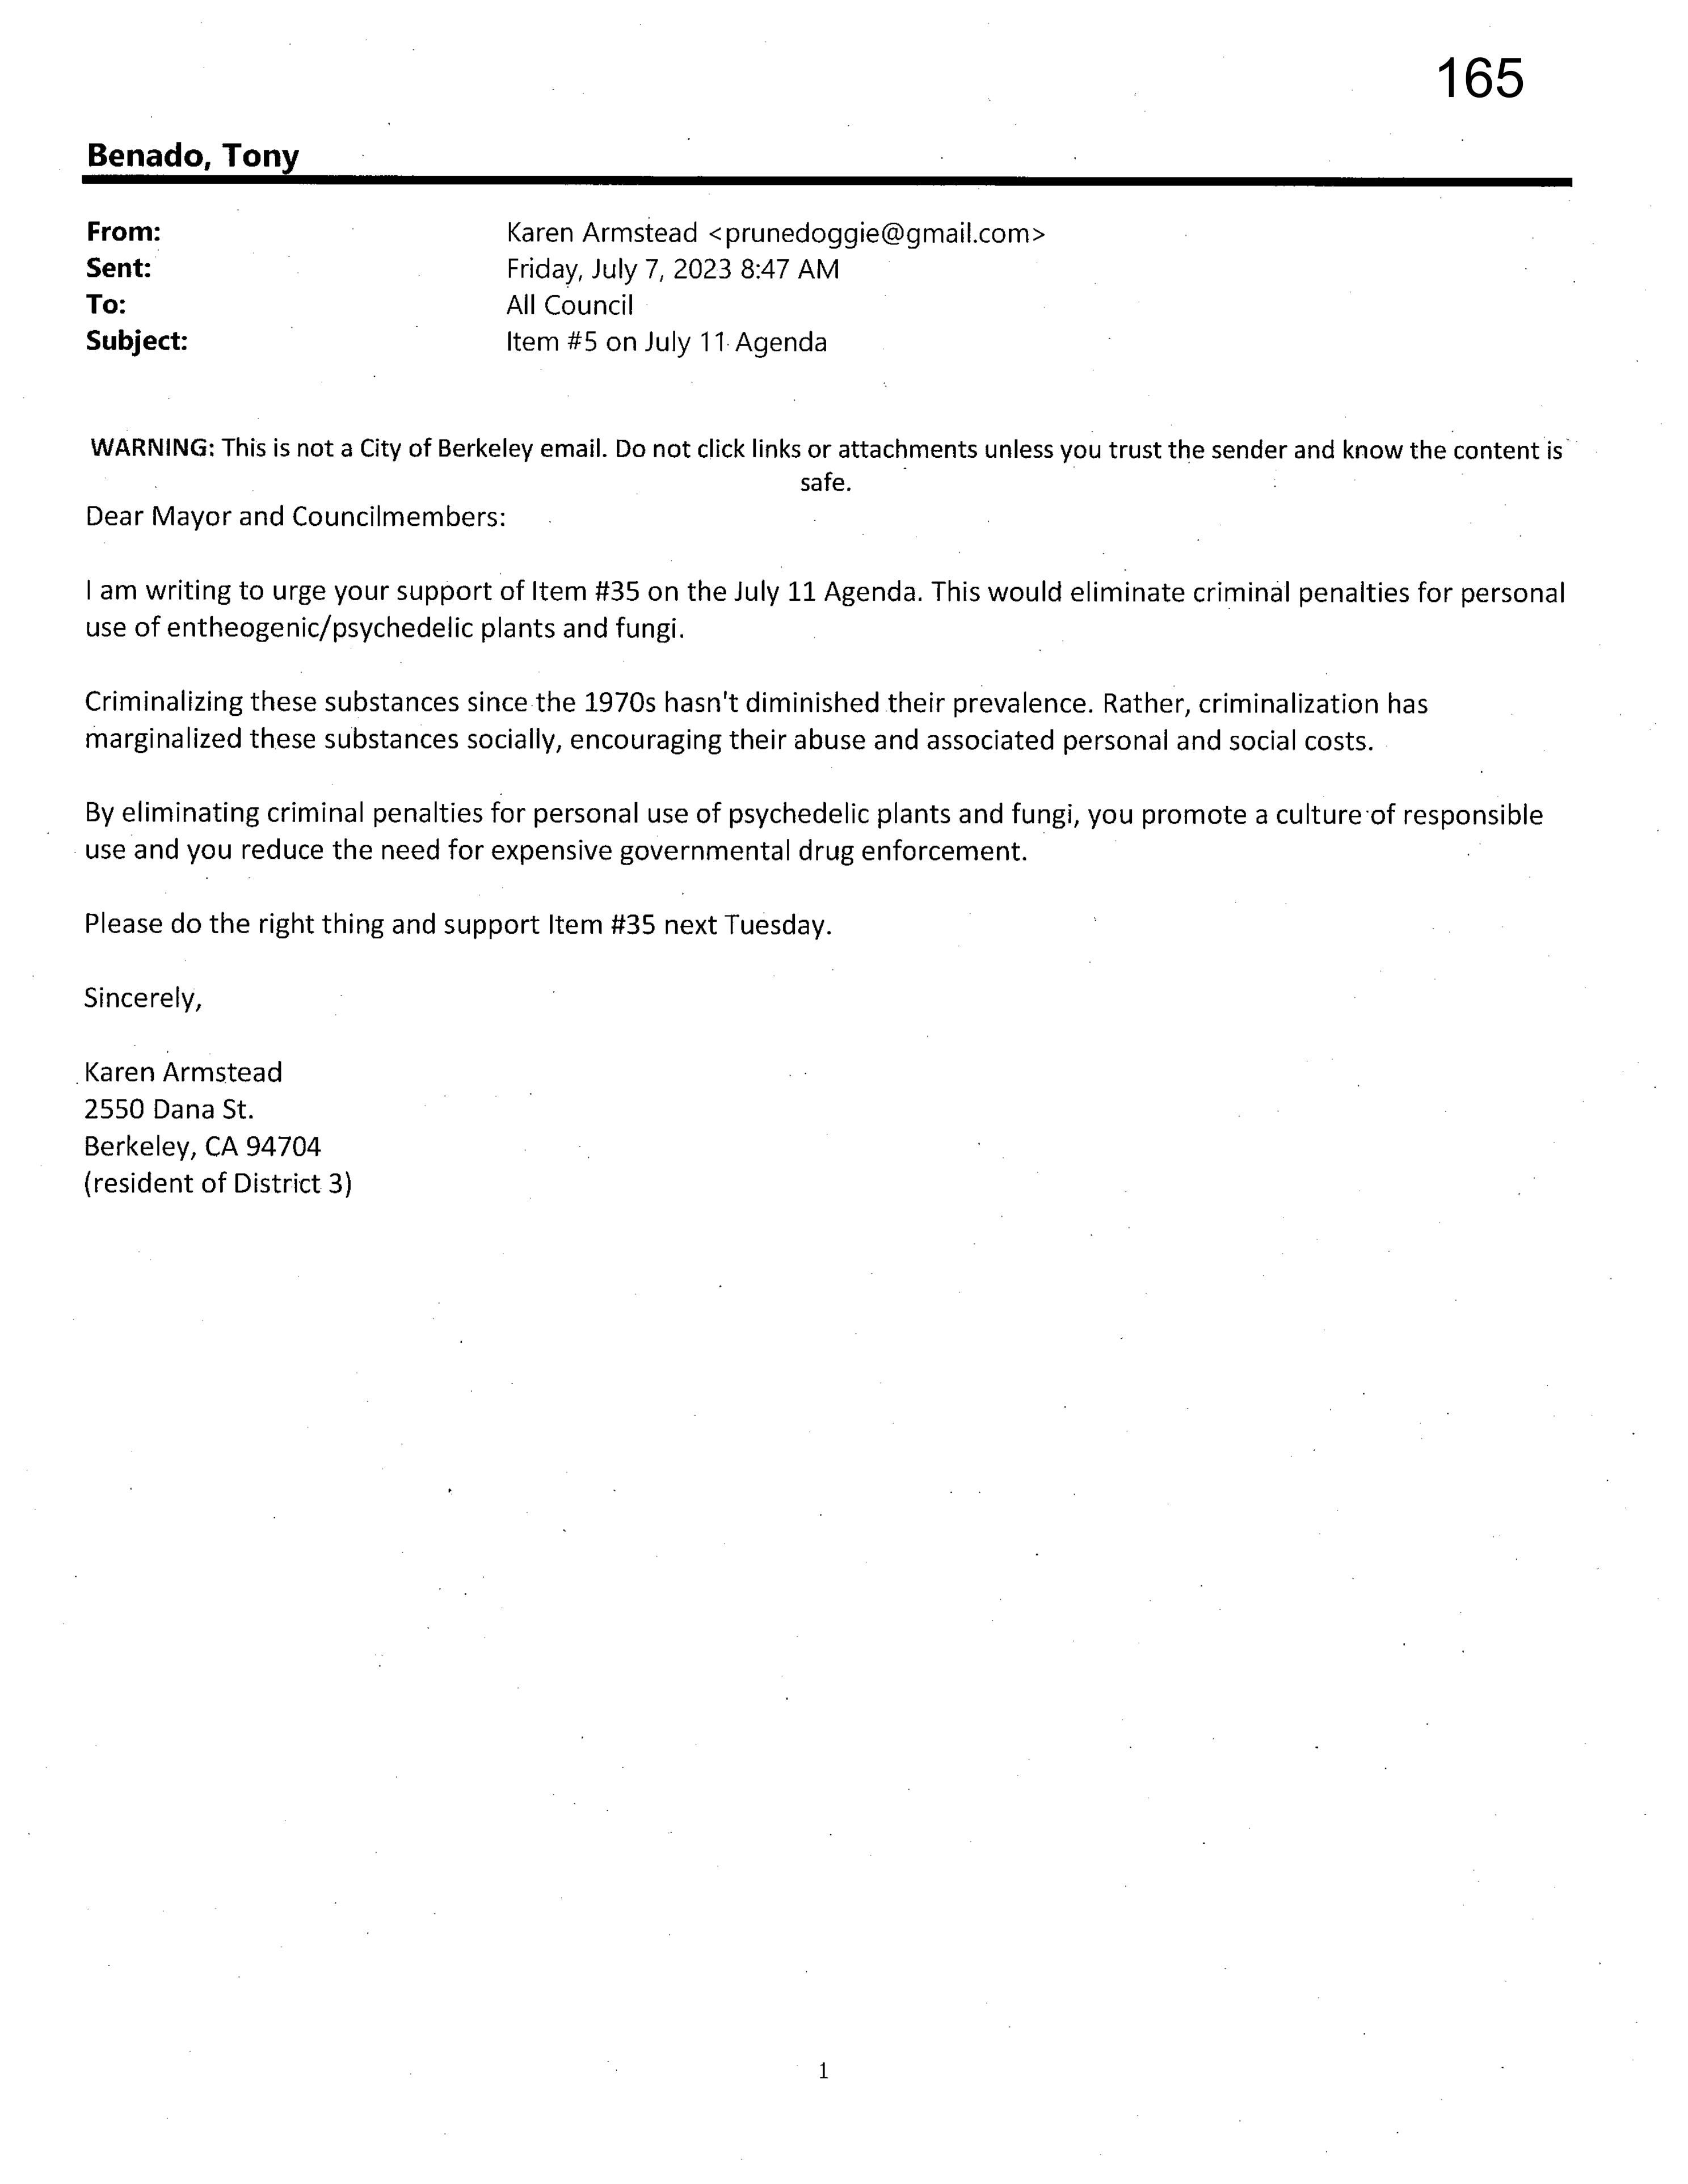 165
Benado, Tony
From: Karen Armstead <prunedoggie@gmail.com>
Sent: Friday, July 7, 2023 8:47 AM
To: All Council
Subject: Item #5 on July 11 Agenda
WARNING: This is not a City of Berkeley email. Do not click links or attachments unless you trust the sender and know the content is
safe.
Dear Mayor and Councilmembers:
I am writing to urge your support of Item #35 on the July 11 Agenda. This would eliminate criminal penalties for personal
use of entheogenic/psychedelic plants and fungi.
Criminalizing these substances since the 1970s hasn't diminished their prevalence. Rather, criminalization has
marginalized these substances socially, encouraging their abuse and associated personal and social costs.
By eliminating criminal penalties for personal use of psychedelic plants and fungi, you promote a culture of responsible
use and you reduce the need for expensive governmental drug enforcement.
Please do the right thing and support Item #35 next Tuesday.
Sincerely,
Karen Armstead
2550 Dana St.
Berkeley, CA 94704
(resident of District 3)
1